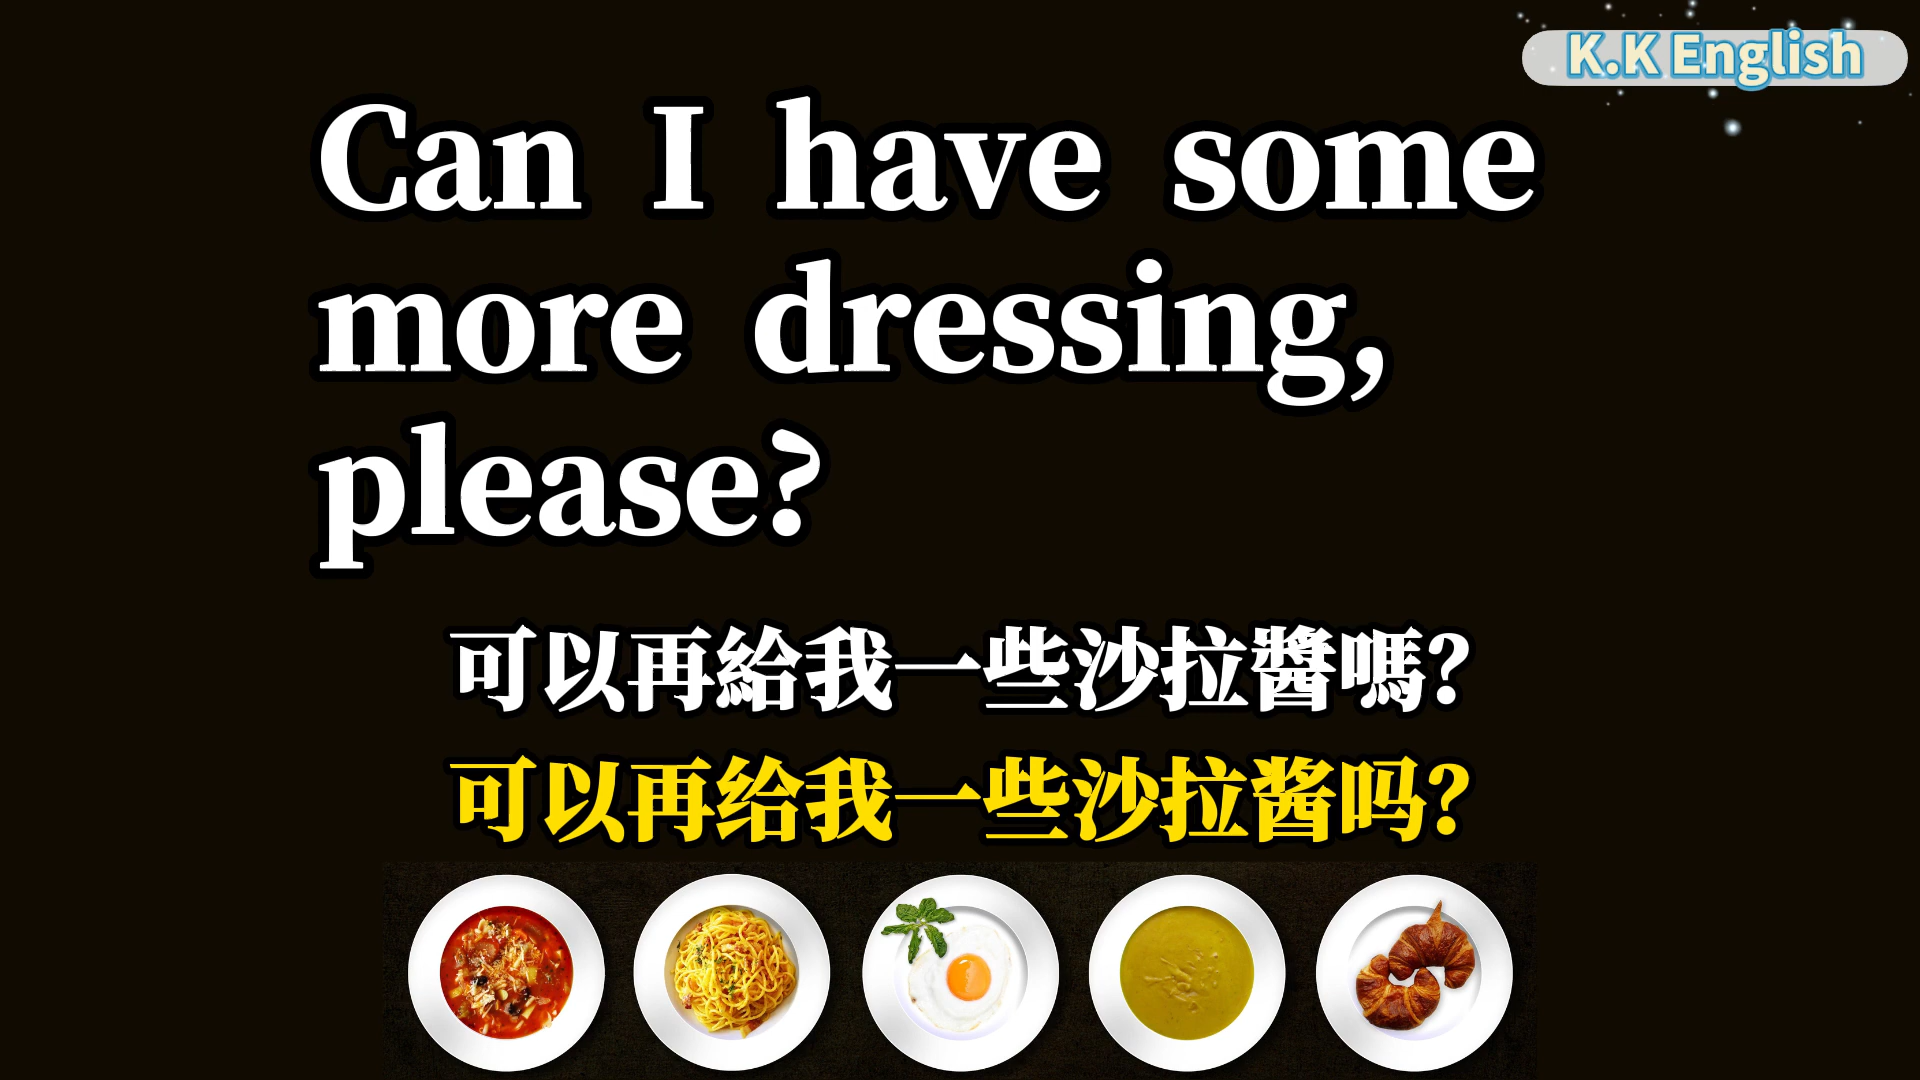 K.K English
Can I have some
more dressing,
please?
可以再給我一些沙拉醬嗎?
可以再给我一些沙拉酱吗?